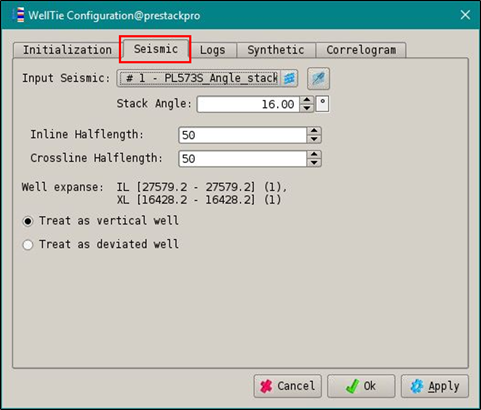 WellTie Configuration@prestackpro
Initialization Seismic Logs Synthetic Correlogram
Input Seismic: # 1 - PL573S_Angle_stack
Stack Angle: 16.00 °
Inline Halflength: 50
Crossline Halflength: 50
Well expanse: IL [27579.2 - 27579.2] (1),
XL [16428.2 - 16428.2] (1)
Treat as vertical well
Treat as deviated well
Cancel Ok Apply